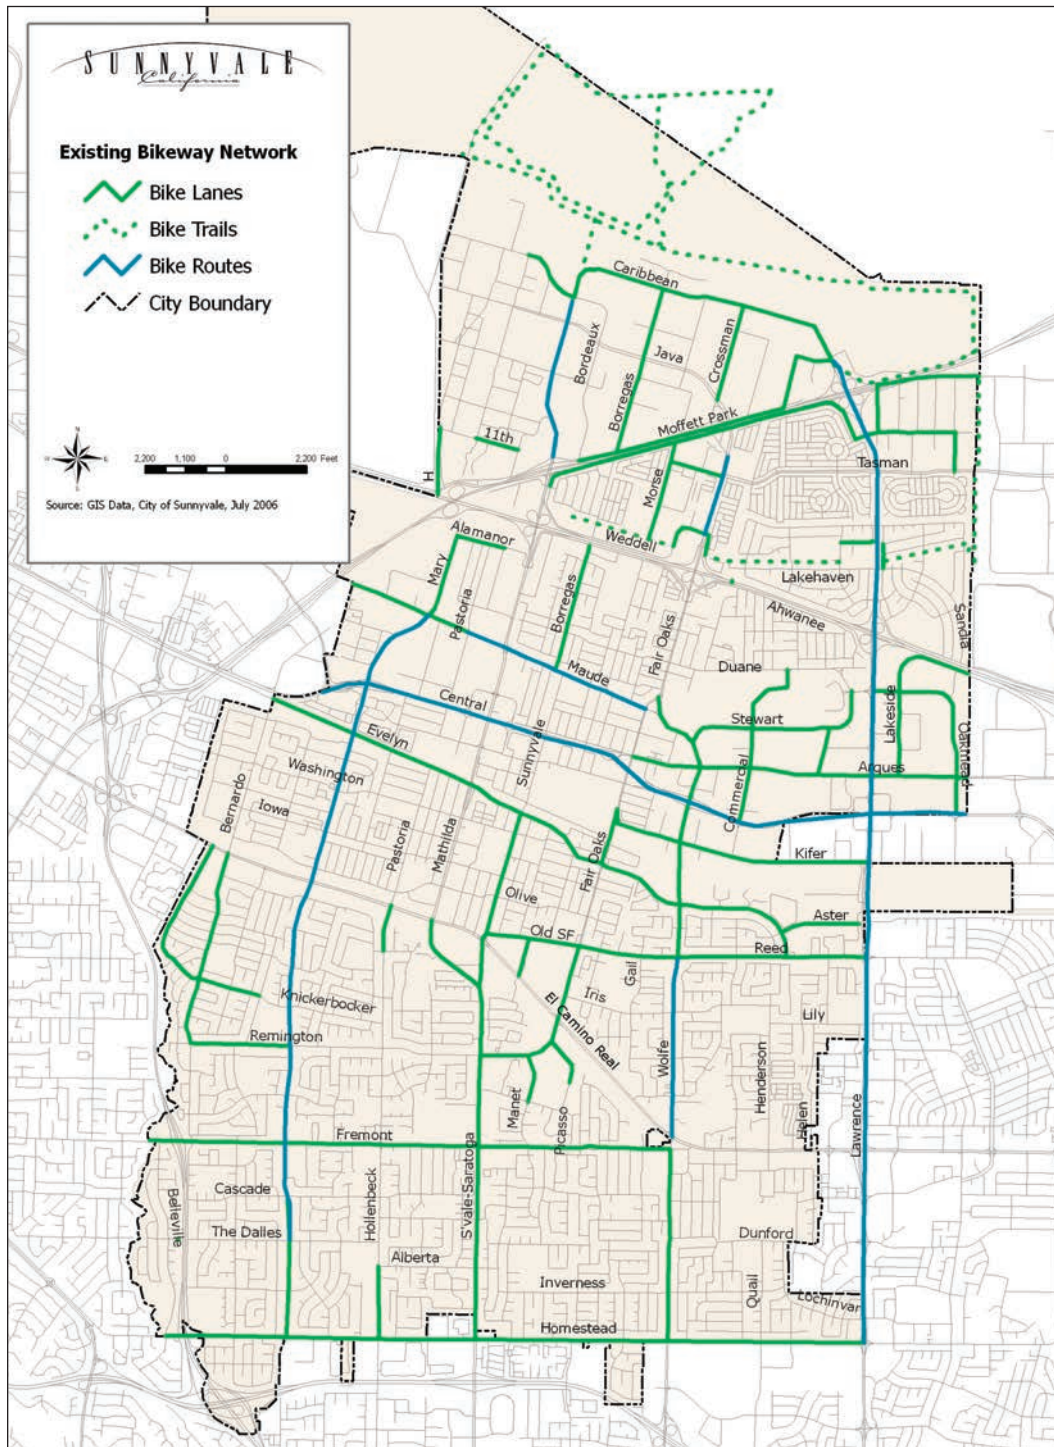 SUNNYVALE
California
Existing Bikeway Network
Bike Lanes
Bike Trails
Bike Routes
City Boundary
N
W
E
S
2,200 1,100 0 2,200 Feet
Source: GIS Data, City of Sunnyvale, July 2006
Caribbean
Bordeaux
Java
Crossman
Borregas
Moffett Park
11th
Tasman
H
Morse
Alamanor
Weddell
Mary
Lakehaven
Pastoria
Borregas
Ahwanee
Sandia
Fair Oaks
Duane
Maude
Central
Lakeside
Stewart
Evelyn
Sunnyvale
Oakmead
Washington
Arques
Commercial
Bernardo
Iowa
Pastoria
Mathilda
Fair Oaks
Kifer
Olive
Aster
Old SF
Reed
Gail
Iris
Knickerbocker
El Camino Real
Lily
Remington
Wolfe
Henderson
Manet
Picasso
Helen
Lawrence
Fremont
S'vale-Saratoga
Cascade
Hollenbeck
Belleville
The Dalles
Dunford
Alberta
Inverness
Quail
Lochinvar
Homestead